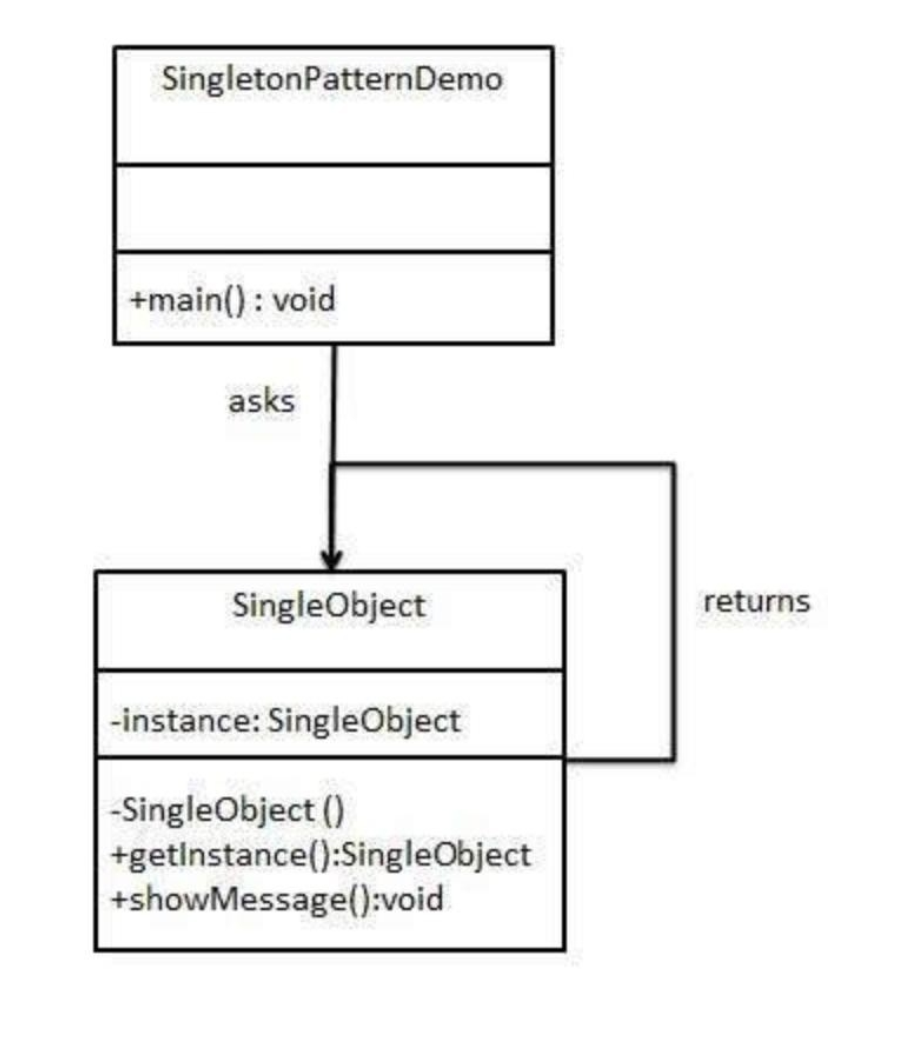 SingletonPatternDemo
+main() : void
asks
SingleObject
returns
-instance: SingleObject
-SingleObject ()
+getInstance():SingleObject
+showMessage():void